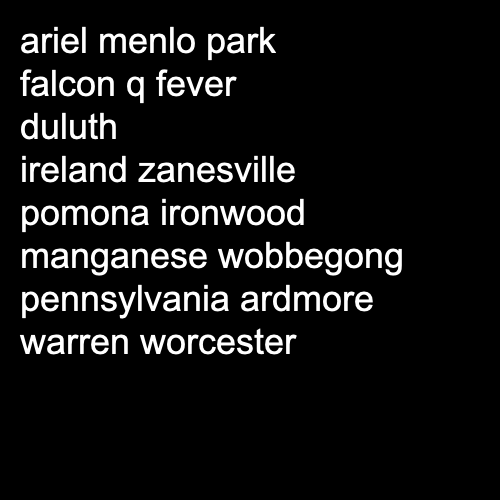 ariel menlo park
falcon q fever
duluth
ireland zanesville
pomona ironwood
manganese wobbegong
pennsylvania ardmore
warren worcester